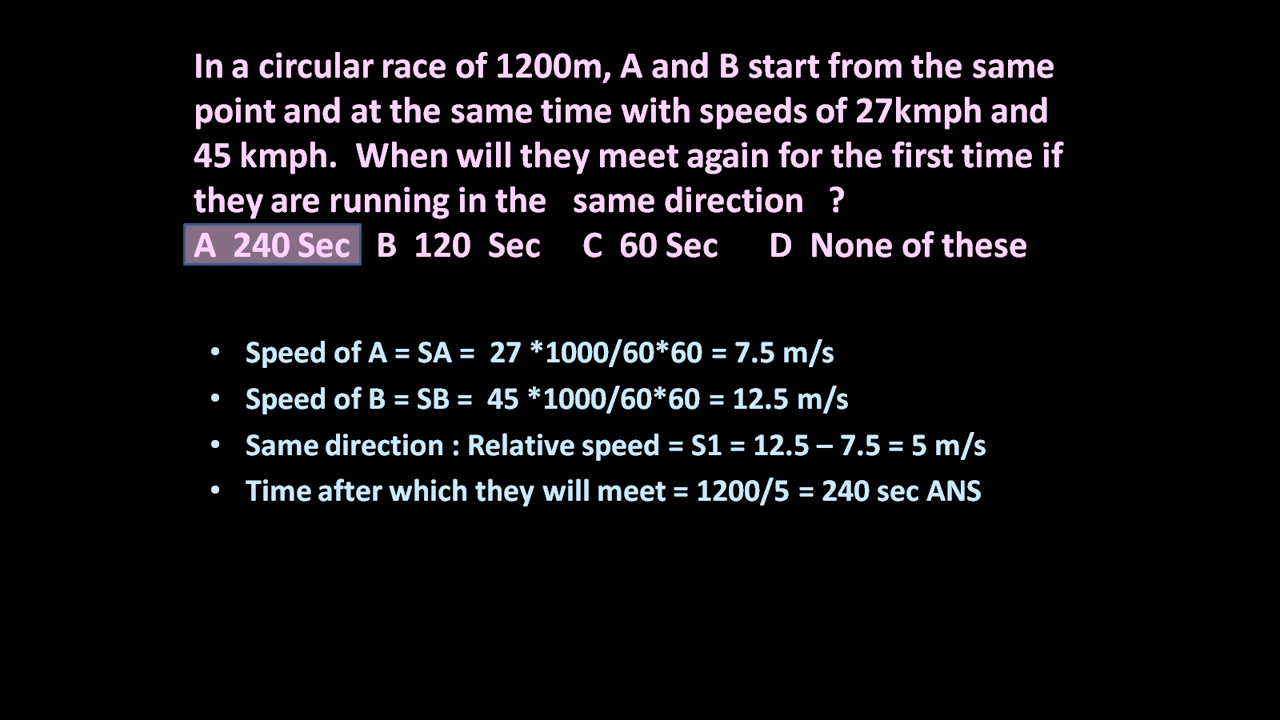 In a circular race of 1200m, A and B start from the same
point and at the same time with speeds of 27kmph and
45 kmph. When will they meet again for the first time if
they are running in the same direction ?
A 240 Sec B 120 Sec C 60 Sec D None of these
• Speed of A = SA = 27 *1000/60*60 = 7.5 m/s
• Speed of B = SB = 45 *1000/60*60 = 12.5 m/s
• Same direction : Relative speed = S1 = 12.5 – 7.5 = 5 m/s
• Time after which they will meet = 1200/5 = 240 sec ANS